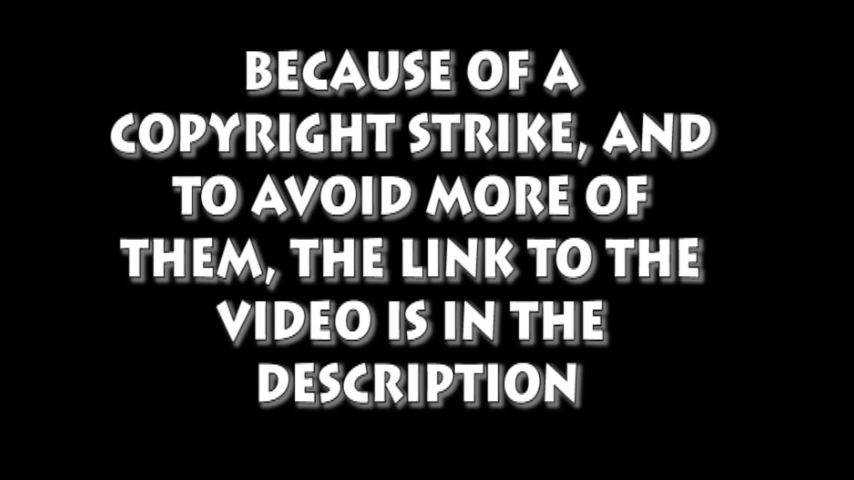 BECAUSE OF A
COPYRIGHT STRIKE, AND
TO AVOID MORE OF
THEM, THE LINK TO THE
VIDEO IS IN THE
DESCRIPTION